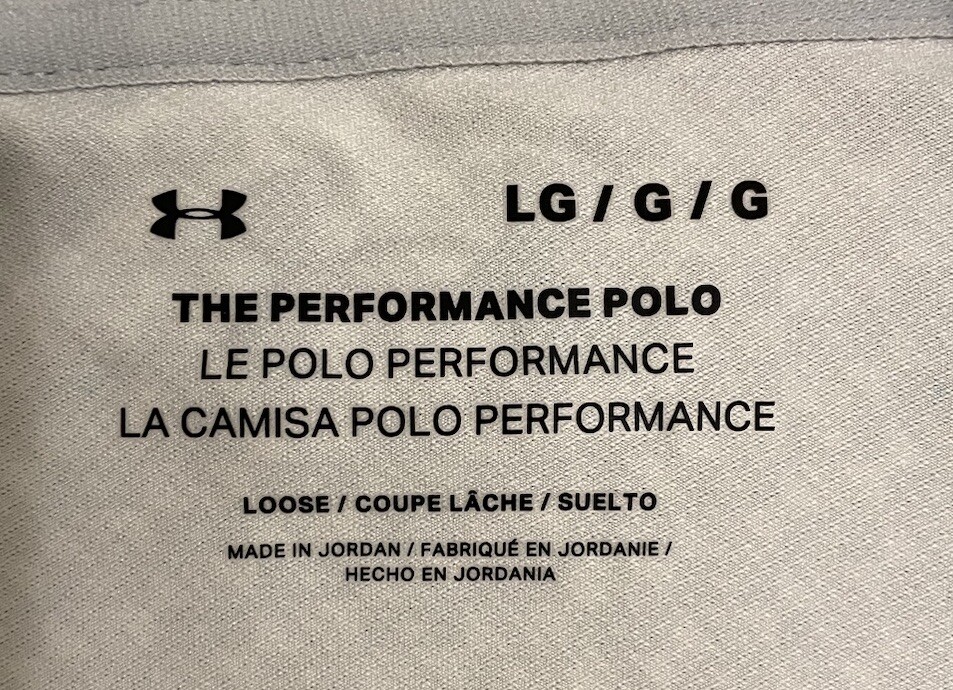 LG / G / G
THE PERFORMANCE POLO
LE POLO PERFORMANCE
LA CAMISA POLO PERFORMANCE
LOOSE / COUPE LÂCHE / SUELTO
MADE IN JORDAN / FABRIQUÉ EN JORDANIE /
HECHO EN JORDANIA